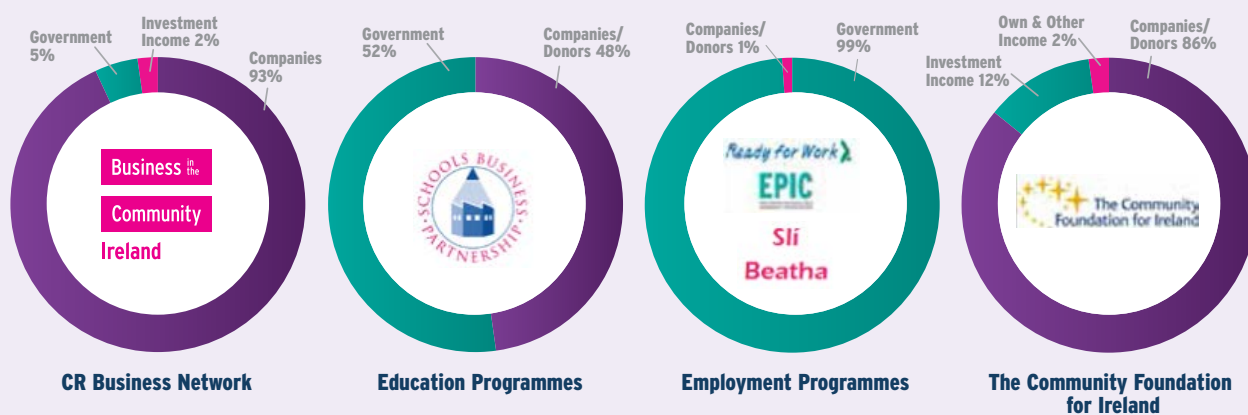 Government
5%
Investment
Income 2%
Companies
93%
Business in the
Community
Ireland
CR Business Network
Government
52%
Companies/
Donors 48%
SCHOOLS BUSINESS
PARTNERSHIP
Education Programmes
Companies/
Donors 1%
Government
99%
Ready for Work
EPIC
Slí
Beatha
Employment Programmes
Own & Other
Income 2%
Companies/
Donors 86%
Investment
Income 12%
The Community
Foundation for Ireland
The Community Foundation
for Ireland